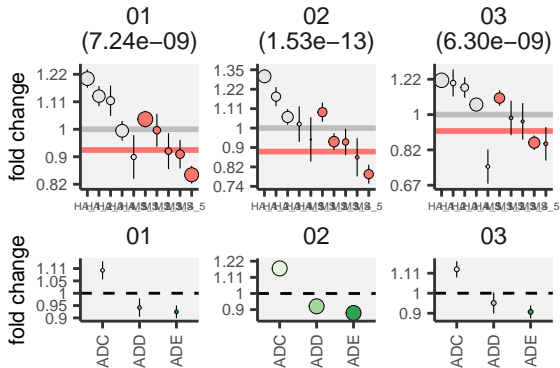 01
(7.24e−09)
02
(1.53e−13)
03
(6.30e−09)
fold change
1.22
1.11
1
0.9
0.82
1.35
1.22
1.11
1
0.9
0.82
0.74
1.22
1
0.82
0.67
01
02
03
fold change
1.11
1.05
1
0.95
0.9
1.22
1.11
1
0.9
1.11
1
0.9
ADC
ADD
ADE
ADC
ADD
ADE
ADC
ADD
ADE